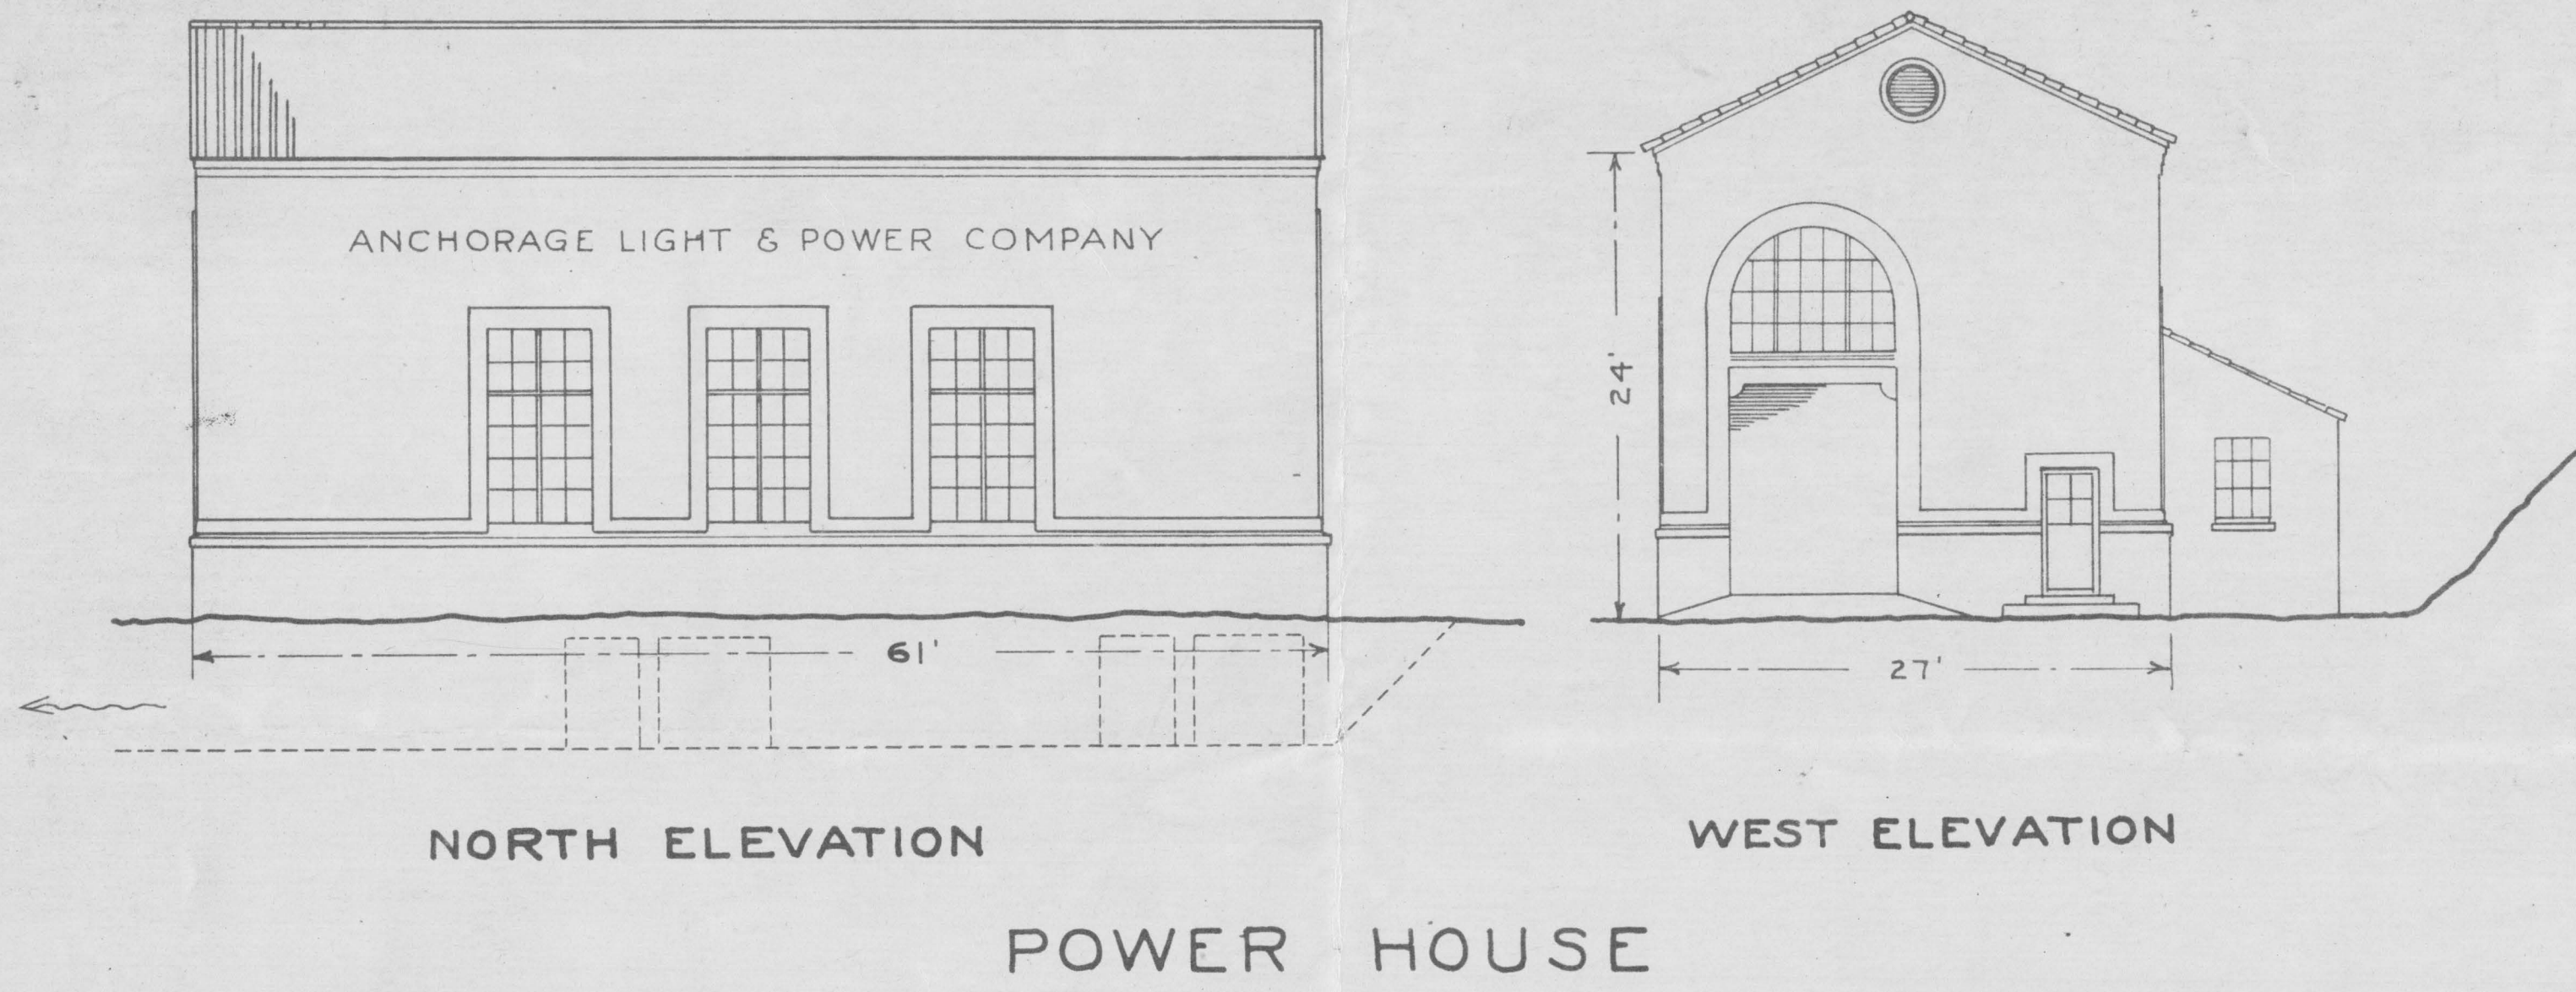 ANCHORAGE LIGHT & POWER COMPANY
24'
61'
27'
NORTH ELEVATION
WEST ELEVATION
POWER HOUSE